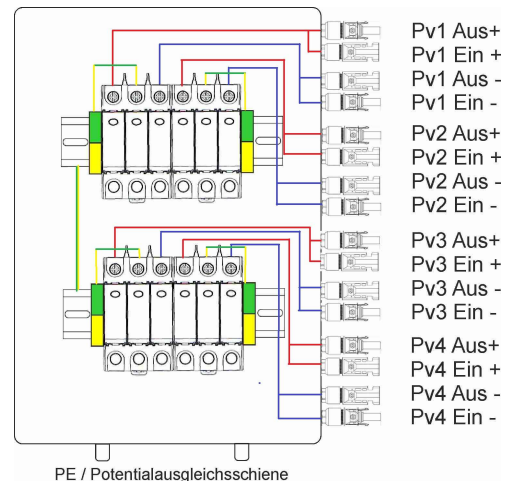 Pv1 Aus+
Pv1 Ein +
Pv1 Aus -
Pv1 Ein -
Pv2 Aus+
Pv2 Ein +
Pv2 Aus -
Pv2 Ein -
Pv3 Aus+
Pv3 Ein +
Pv3 Aus -
Pv3 Ein -
Pv4 Aus+
Pv4 Ein +
Pv4 Aus -
Pv4 Ein -
PE / Potentialausgleichsschiene